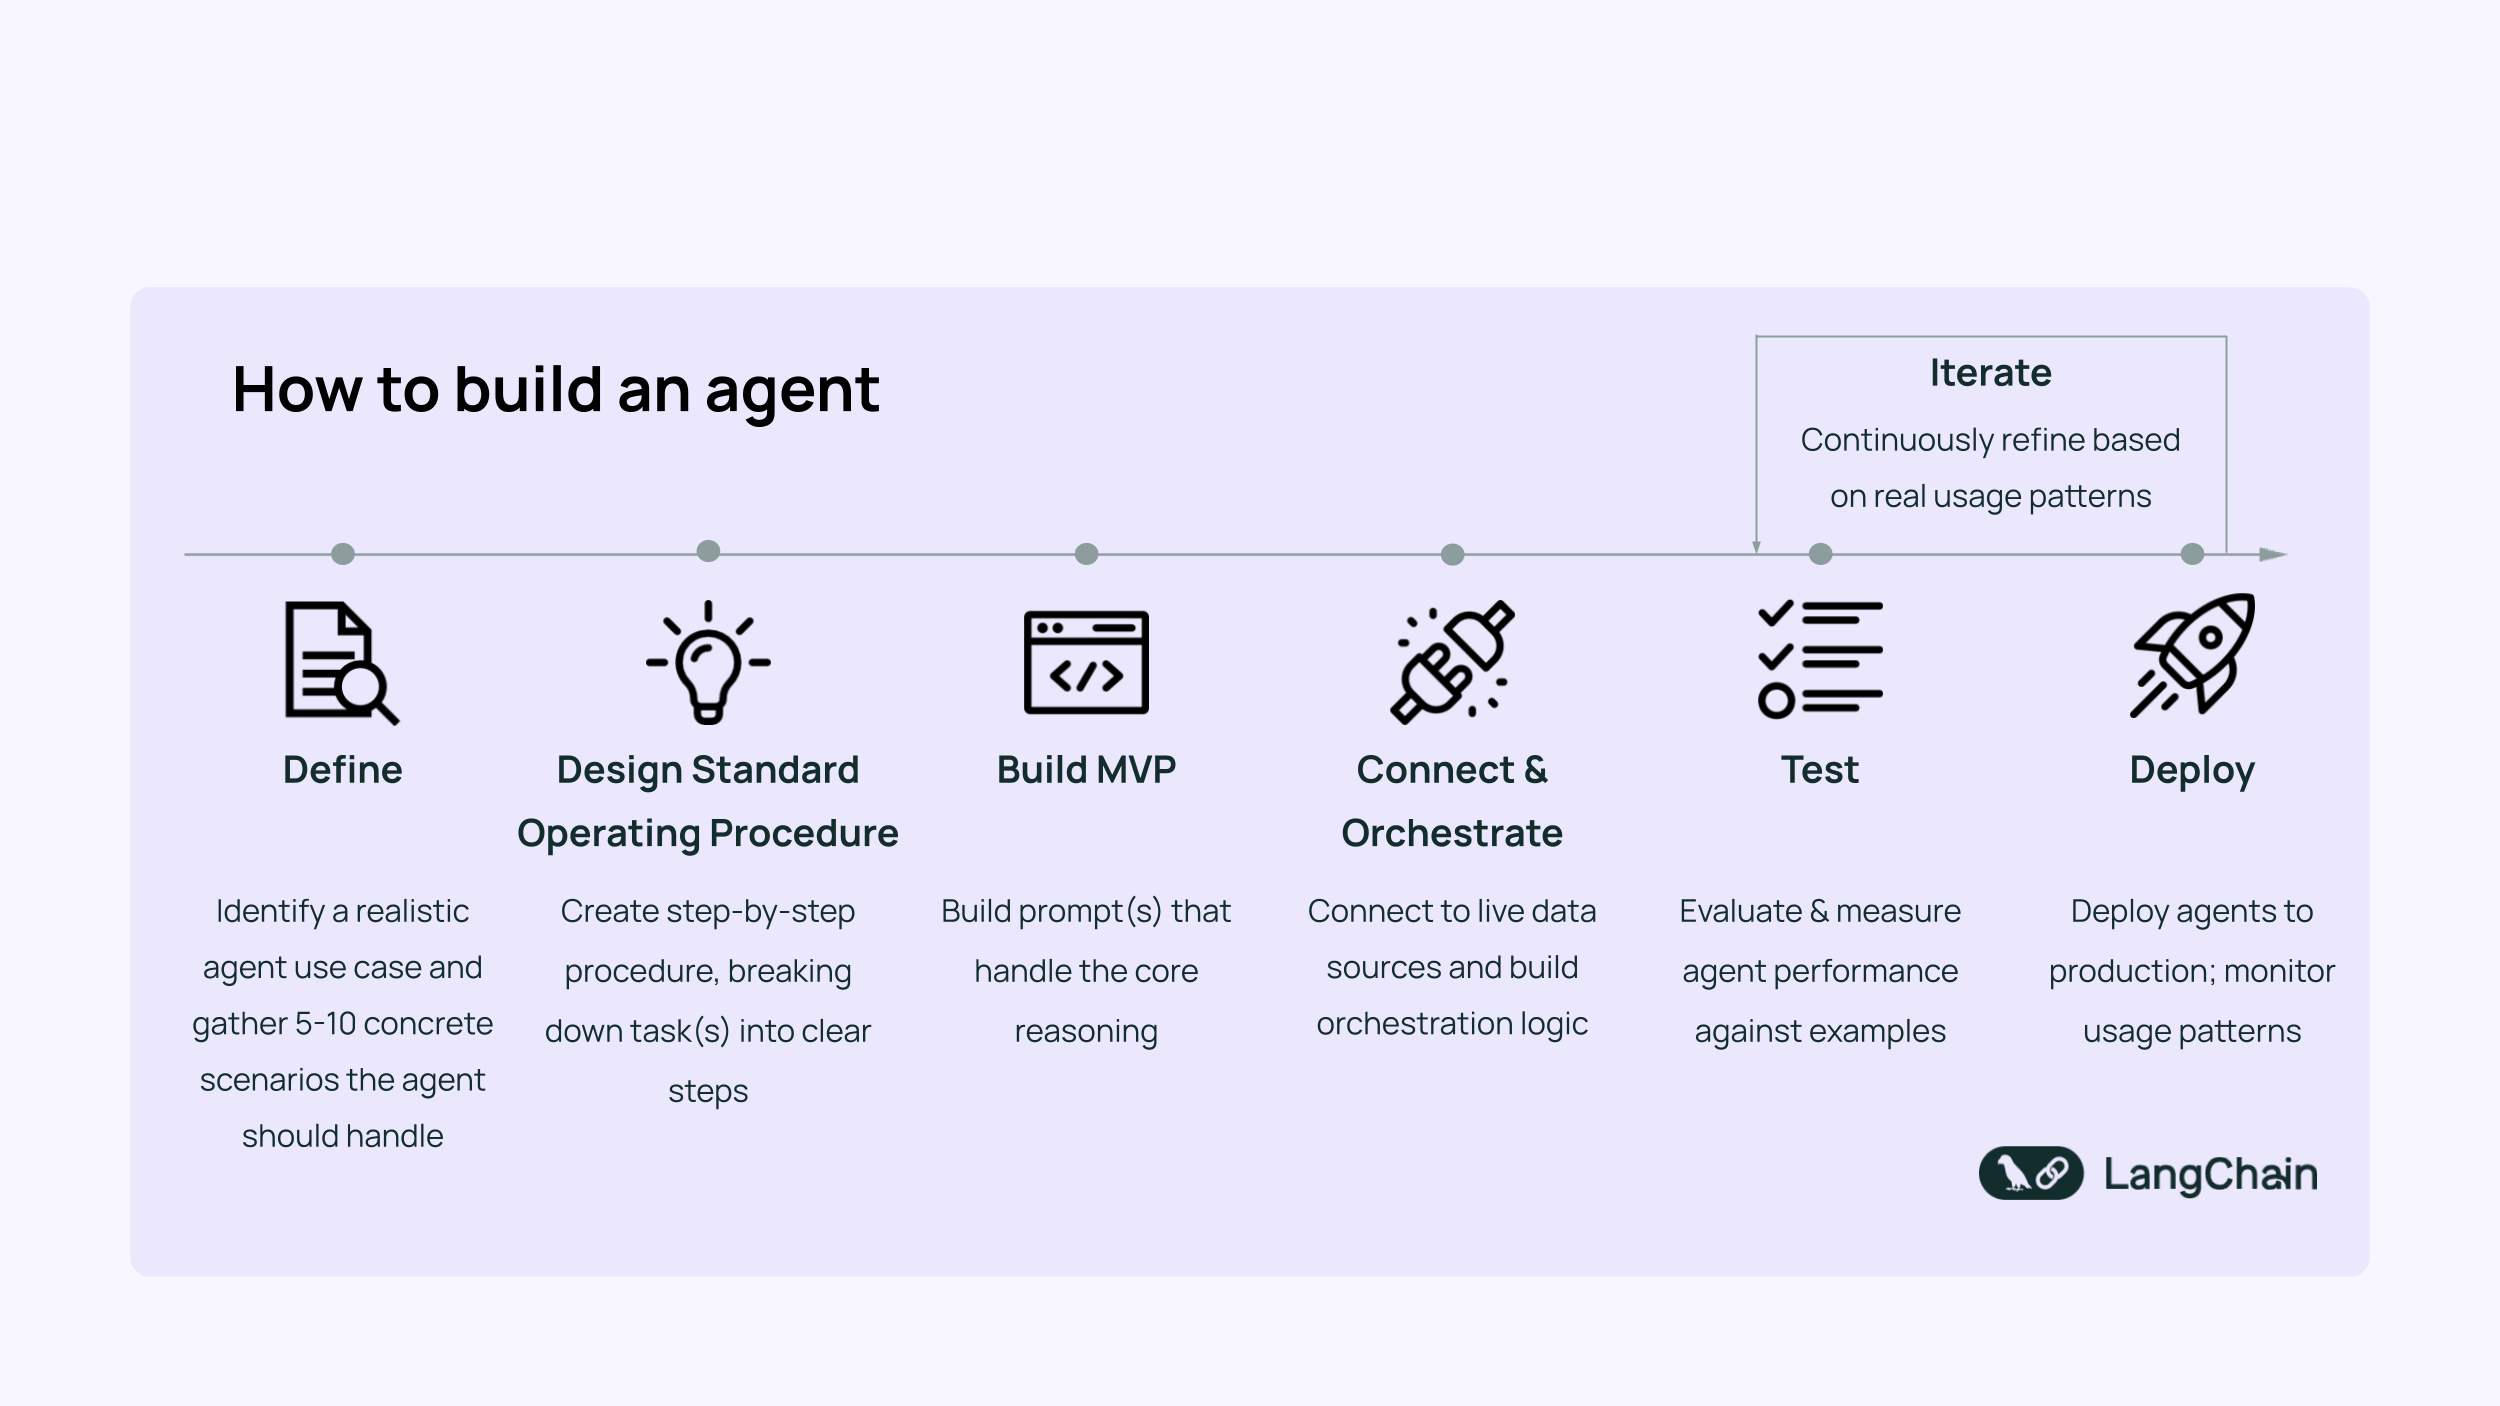 How to build an agent
Iterate
Continuously refine based
on real usage patterns
Define
Identify a realistic
agent use case and
gather 5-10 concrete
scenarios the agent
should handle
Design Standard
Operating Procedure
Create step-by-step
procedure, breaking
down task(s) into clear
steps
Build MVP
Build prompt(s) that
handle the core
reasoning
Connect &
Orchestrate
Connect to live data
sources and build
orchestration logic
Test
Evaluate & measure
agent performance
against examples
Deploy
Deploy agents to
production; monitor
usage patterns
LangChain